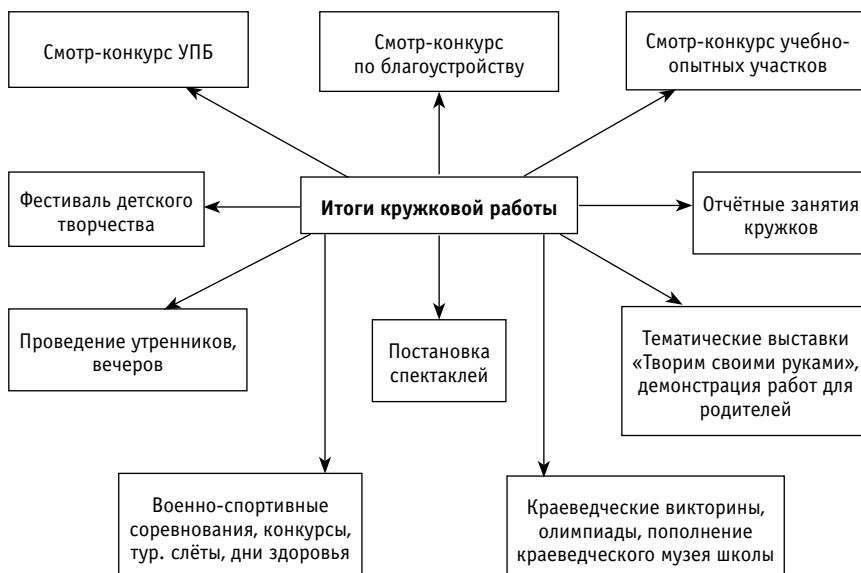 Смотр-конкурс УПБ
Смотр-конкурс
по благоустройству
Смотр-конкурс учебно-
опытных участков
Фестиваль детского
творчества
Итоги кружковой работы
Отчётные занятия
кружков
Проведение утренников,
вечеров
Постановка
спектаклей
Тематические выставки
«Творим своими руками»,
демонстрация работ для
родителей
Военно-спортивные
соревнования, конкурсы,
тур. слёты, дни здоровья
Краеведческие викторины,
олимпиады, пополнение
краеведческого музея школы